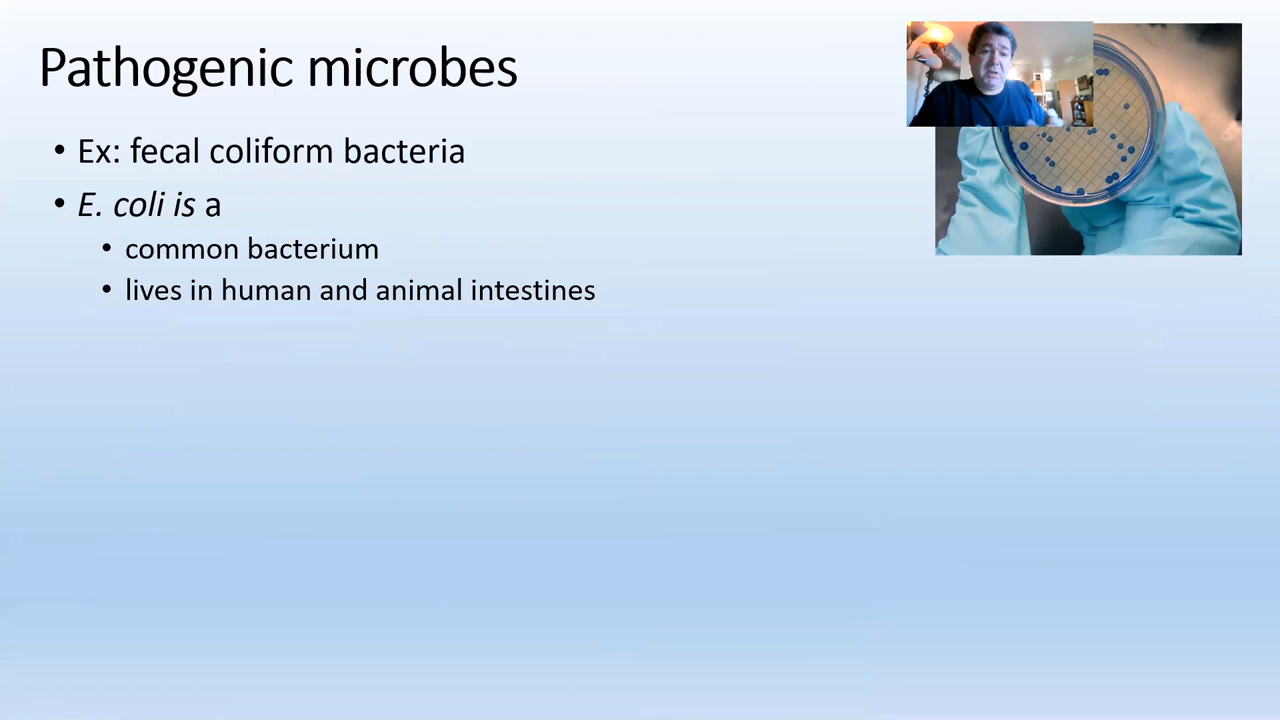 Pathogenic microbes
• Ex: fecal coliform bacteria
• E. coli is a
• common bacterium
• lives in human and animal intestines